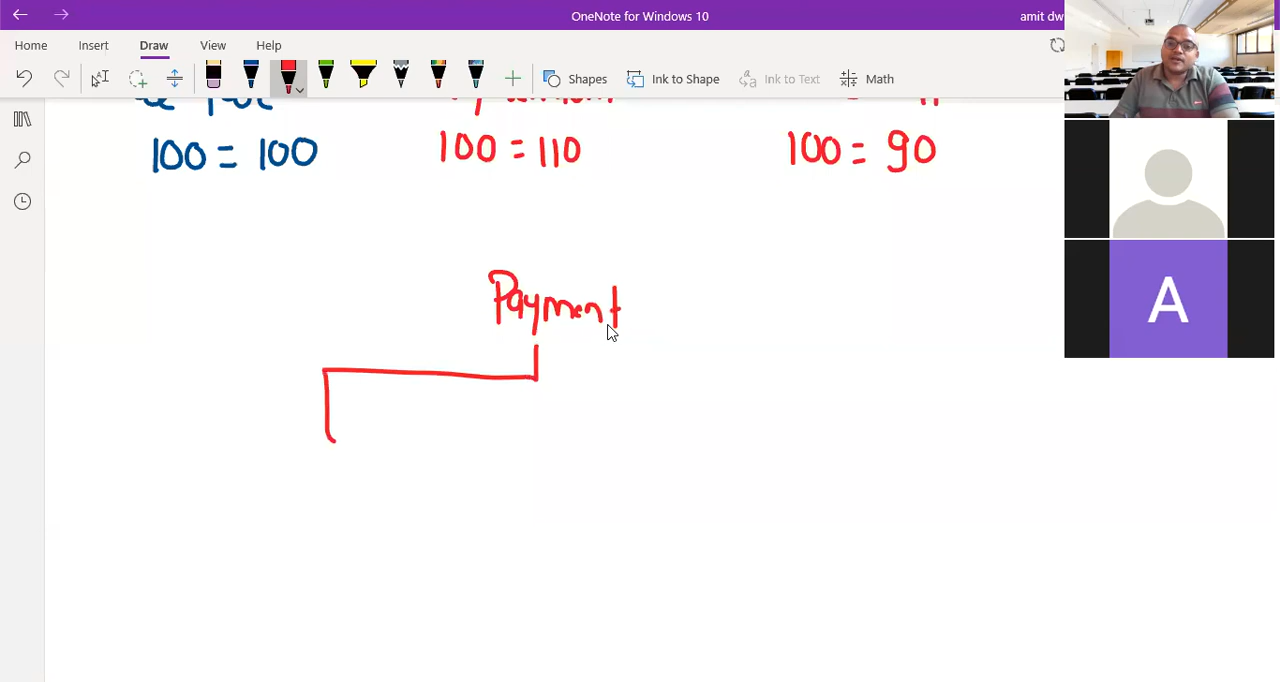 OneNote for Windows 10
amit dw
Home Insert Draw View Help
Shapes Ink to Shape Ink to Text Math
100 = 100 100 = 110 100 = 90
Payment
A